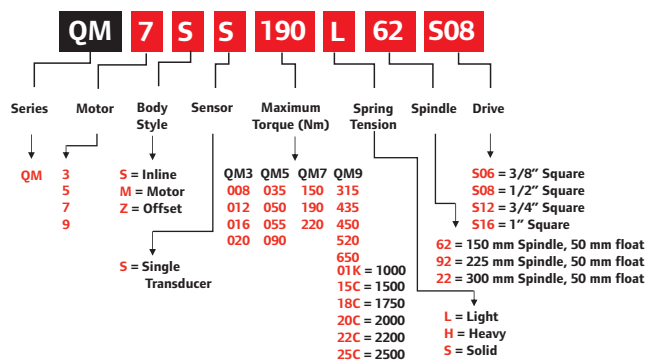 QM 7 S S 190 L 62 S08
Series Motor Body Style Sensor Maximum Torque (Nm) Spring Tension Spindle Drive
QM
3
5
7
9
S = Inline
M = Motor
Z = Offset
S = Single
Transducer
QM3 QM5 QM7 QM9
008 035 150 315
012 050 190 435
016 055 220 450
020 090 520
650
01K = 1000
15C = 1500
18C = 1750
20C = 2000
22C = 2200
25C = 2500
S06 = 3/8” Square
S08 = 1/2” Square
S12 = 3/4” Square
S16 = 1” Square
62 = 150 mm Spindle, 50 mm float
92 = 225 mm Spindle, 50 mm float
22 = 300 mm Spindle, 50 mm float
L = Light
H = Heavy
S = Solid